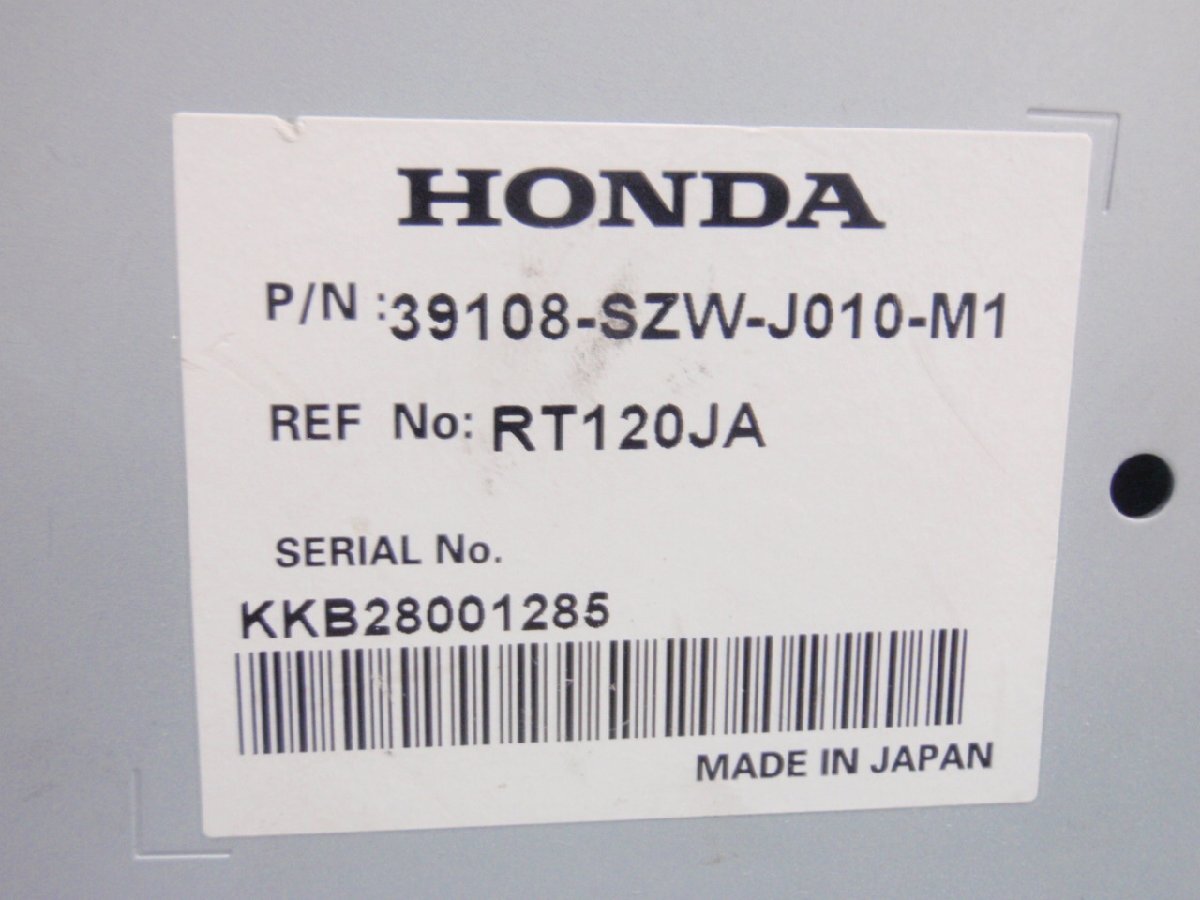 HONDA
P/N :39108-SZW-J010-M1
REF No: RT120JA
SERIAL No.
KKB28001285
MADE IN JAPAN